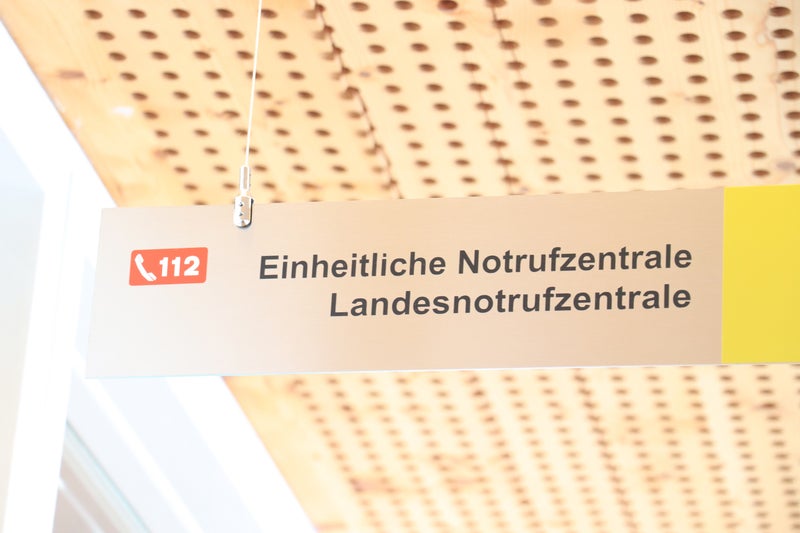 112
Einheitliche Notrufzentrale
Landesnotrufzentrale